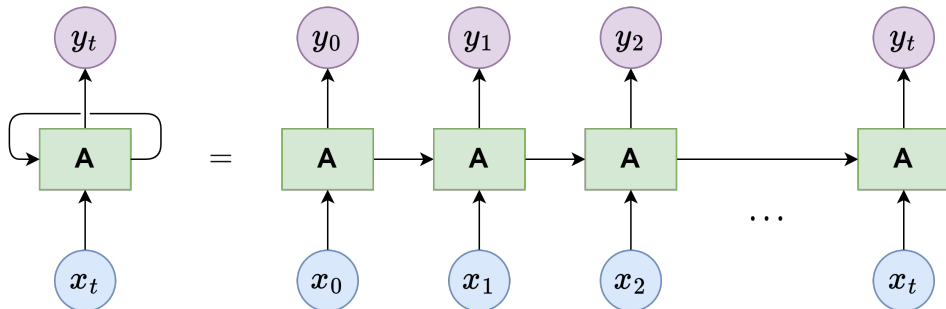 y_t y_0 y_1 y_2 y_t
A = A A A A
...
x_t x_0 x_1 x_2 x_t